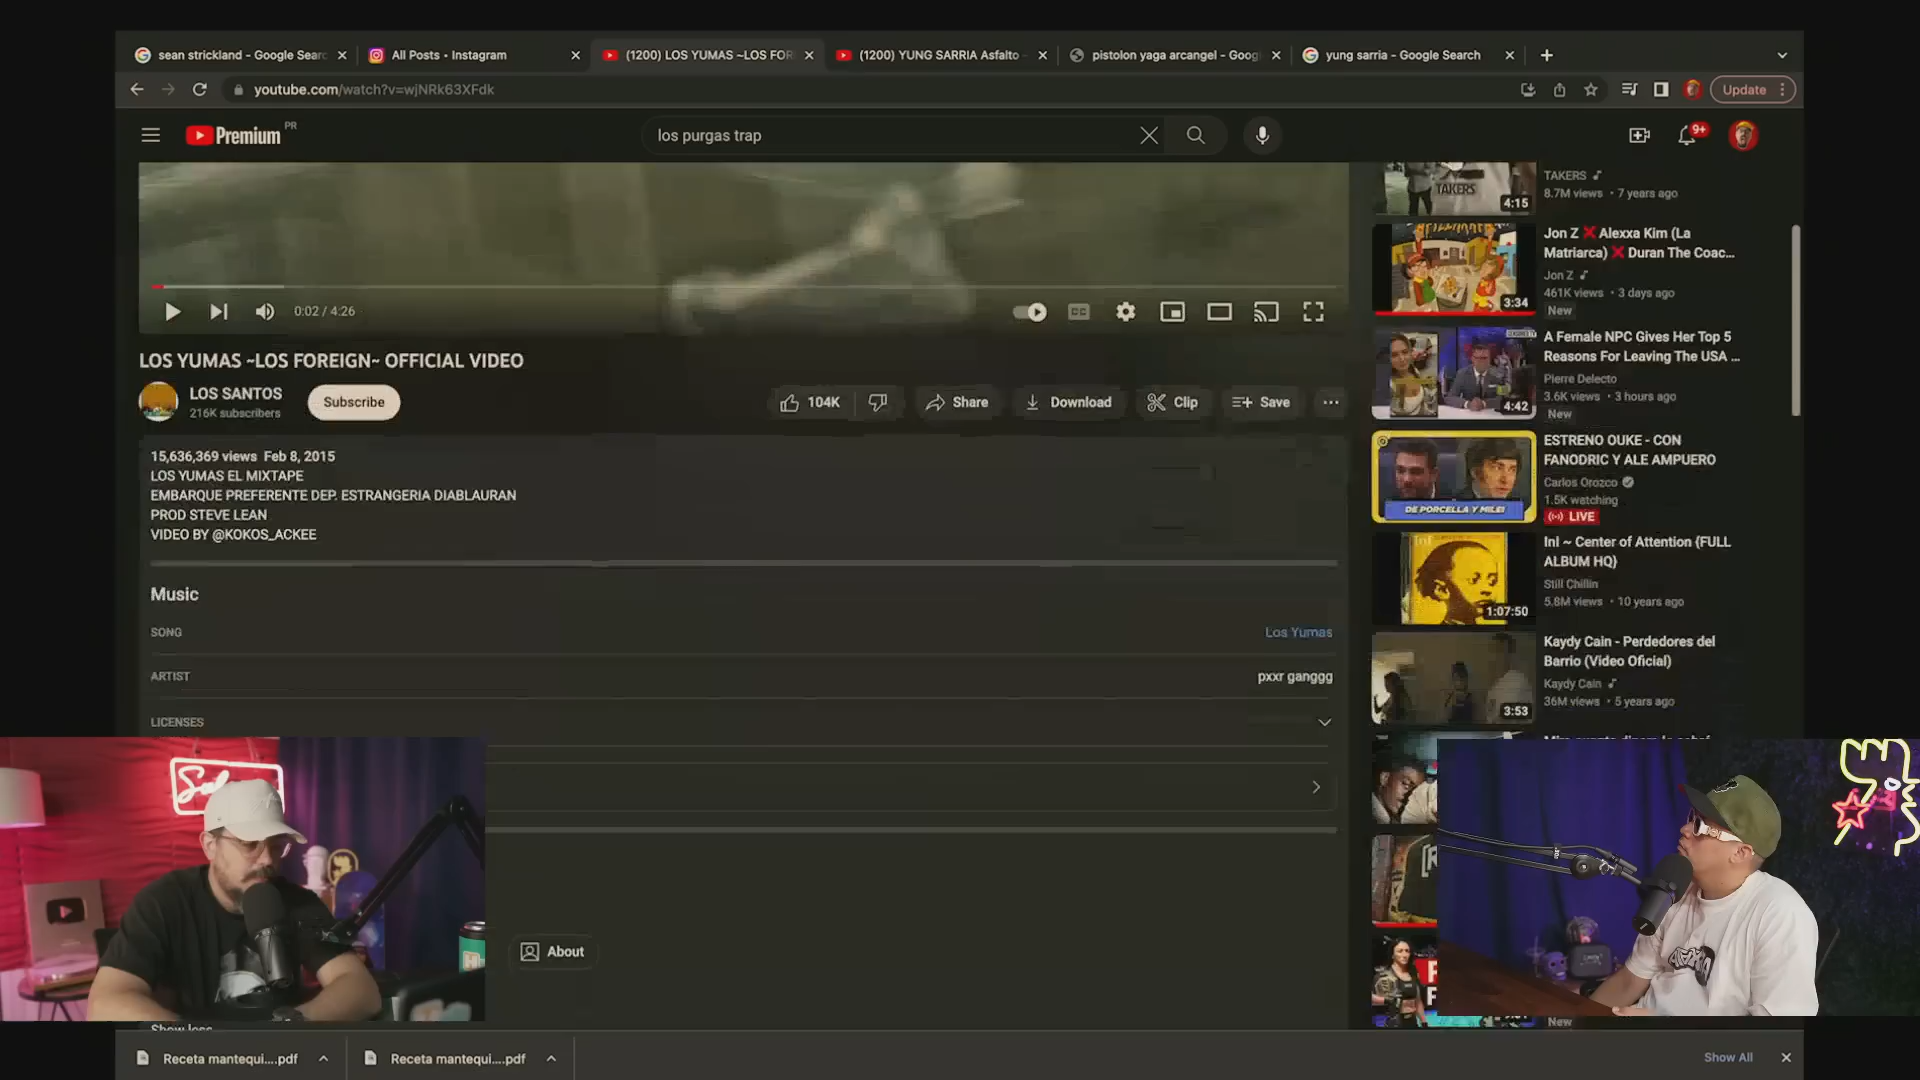 sean strickland - Google Searc
All Posts • Instagram
(1200) LOS YUMAS ~LOS FOR
(1200) YUNG SARRIA Asfalto -
pistolon yaga arcangel - Goog
yung sarria - Google Search
youtube.com/watch?v=wjNRk63XFdk
Update
Premium
PR
los purgas trap
9+
TAKERS
4:15
TAKERS
8.7M views • 7 years ago
Jon Z ❌ Alexxa Kim (La
Matriarca) ❌ Duran The Coac...
Jon Z
461K views • 3 days ago
New
3:34
A Female NPC Gives Her Top 5
Reasons For Leaving The USA ...
Pierre Delecto
3.6K views • 3 hours ago
New
4:42
0:02 / 4:26
CC
LOS YUMAS ~LOS FOREIGN~ OFFICIAL VIDEO
LOS SANTOS
216K subscribers
Subscribe
104K
Share
Download
Clip
Save
15,636,369 views Feb 8, 2015
LOS YUMAS EL MIXTAPE
EMBARQUE PREFERENTE DEP. ESTRANGERIA DIABLAURAN
PROD STEVE LEAN
VIDEO BY @KOKOS_ACKEE
ESTRENO OUKE - CON
FANODRIC Y ALE AMPUERO
Carlos Orozco
1.5K watching
LIVE
DE PORCELLA Y MILEI
InI ~ Center of Attention {FULL
ALBUM HQ}
Still Chillin
5.8M views • 10 years ago
1:07:50
Music
SONG
Los Yumas
ARTIST
pxxr ganggg
LICENSES
Kaydy Cain - Perdedores del
Barrio (Video Oficial)
Kaydy Cain
36M views • 5 years ago
3:53
About
New
Show less
Receta mantequi....pdf
Receta mantequi....pdf
Show All